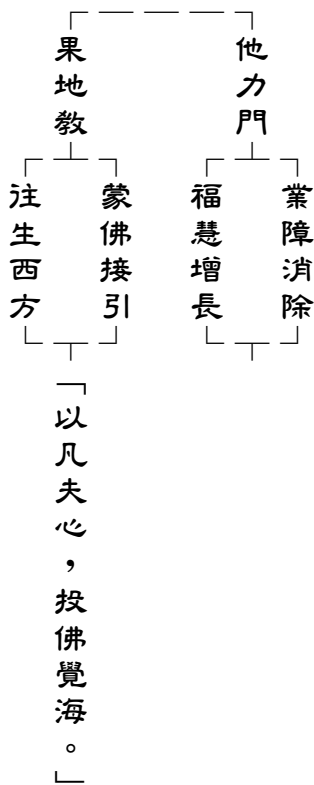 他力門
業障消除
福慧增長
果地教
蒙佛接引
往生西方
「以凡夫心，投佛覺海。」